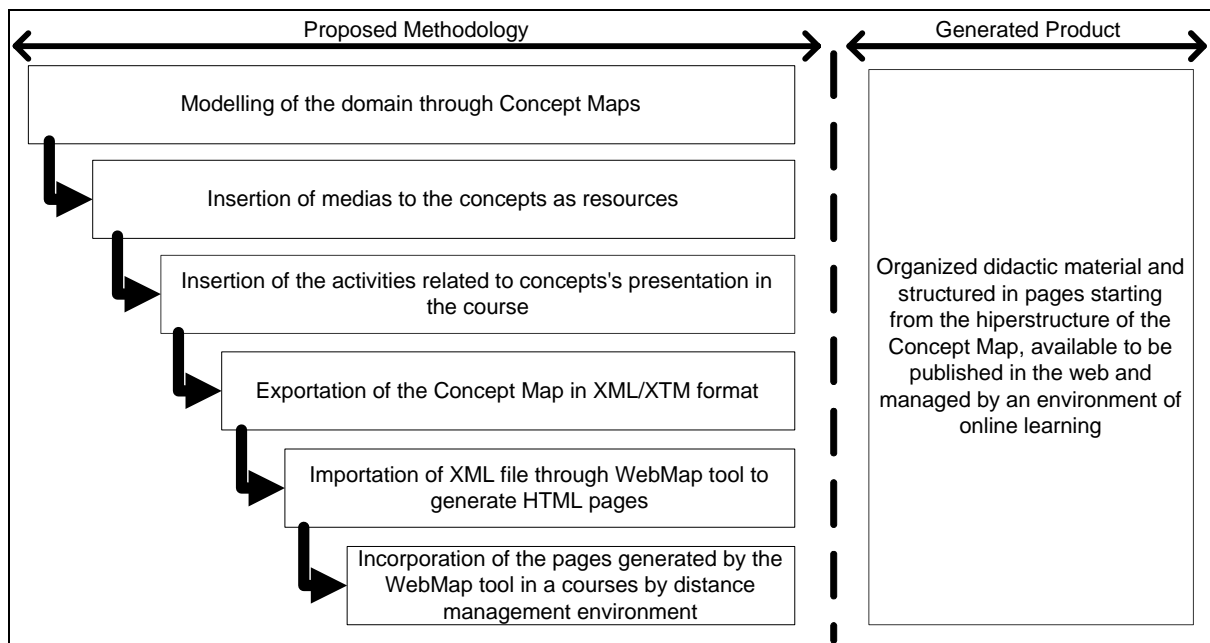 Proposed Methodology
Generated Product
Modelling of the domain through Concept Maps
Insertion of medias to the concepts as resources
Insertion of the activities related to concepts's presentation in
the course
Exportation of the Concept Map in XML/XTM format
Importation of XML file through WebMap tool to
generate HTML pages
Incorporation of the pages generated by the
WebMap tool in a courses by distance
management environment
Organized didactic material and
structured in pages starting
from the hiperstructure of the
Concept Map, available to be
published in the web and
managed by an environment of
online learning